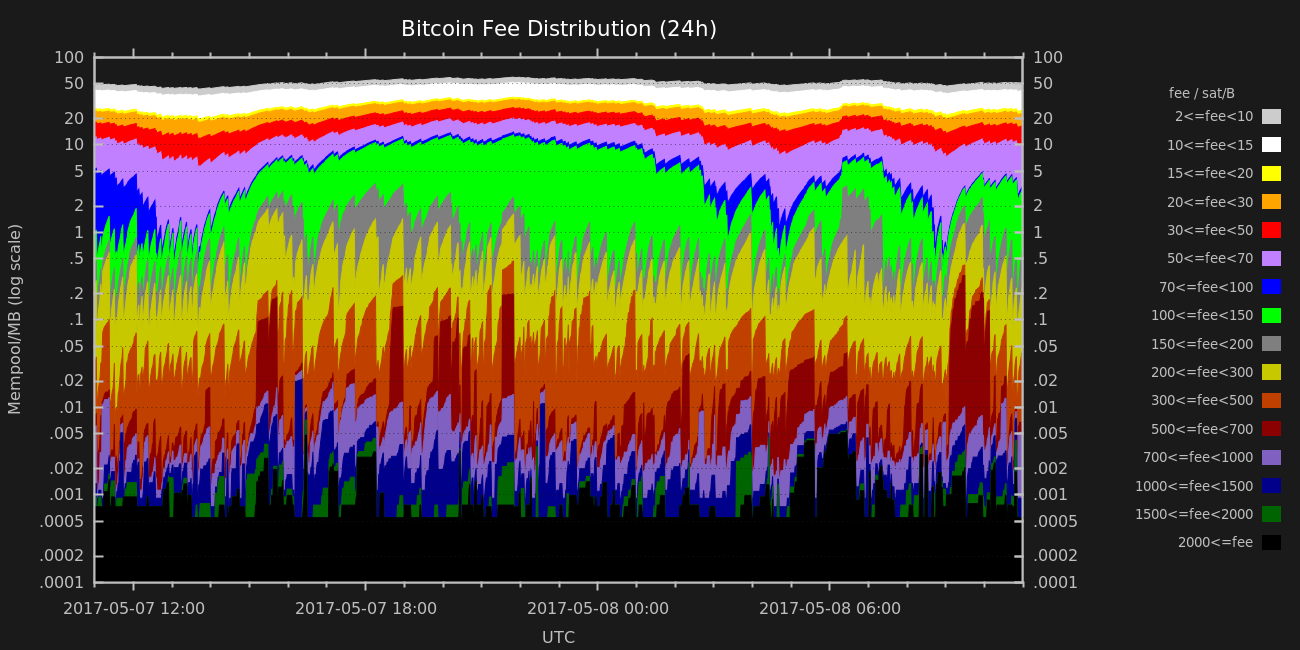 Bitcoin Fee Distribution (24h)
100
50
20
10
5
2
1
.5
.2
.1
.05
.02
.01
.005
.002
.001
.0005
.0002
.0001
Mempool/MB (log scale)
100
50
20
10
5
2
1
.5
.2
.1
.05
.02
.01
.005
.002
.001
.0005
.0002
.0001
2017-05-07 12:00
2017-05-07 18:00
2017-05-08 00:00
2017-05-08 06:00
UTC
fee / sat/B
2<=fee<10
10<=fee<15
15<=fee<20
20<=fee<30
30<=fee<50
50<=fee<70
70<=fee<100
100<=fee<150
150<=fee<200
200<=fee<300
300<=fee<500
500<=fee<700
700<=fee<1000
1000<=fee<1500
1500<=fee<2000
2000<=fee